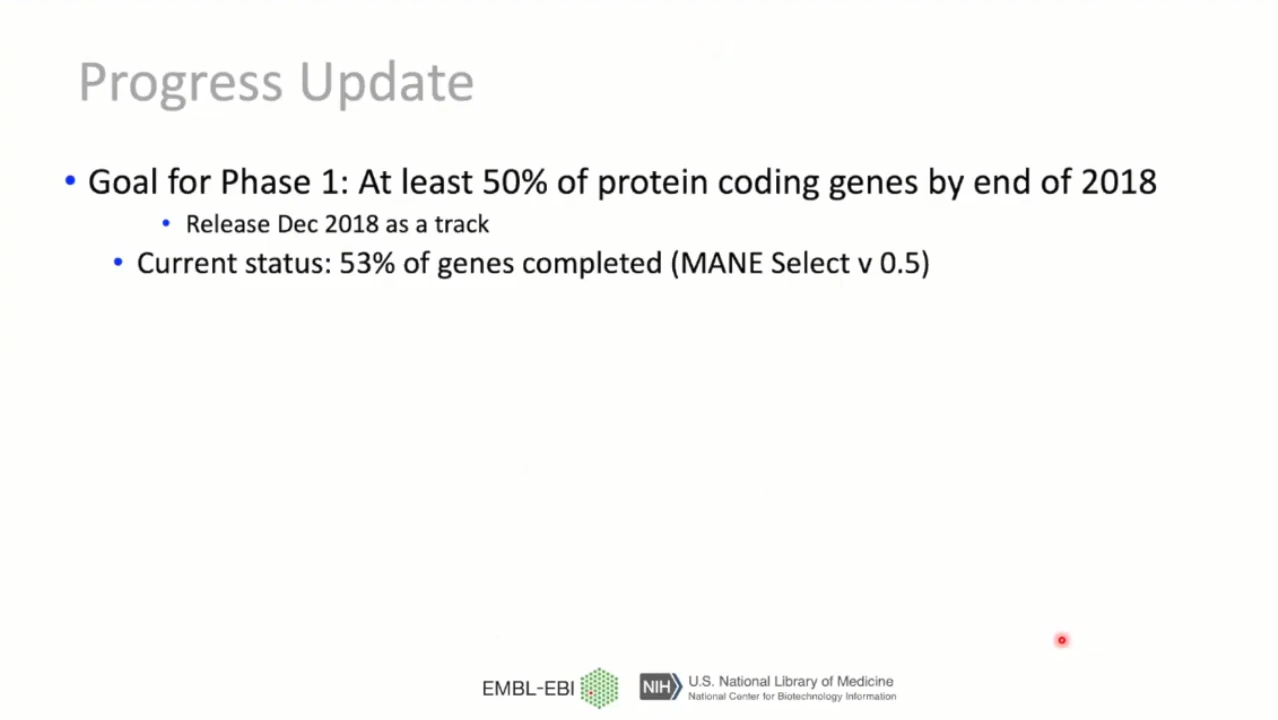 Progress Update
• Goal for Phase 1: At least 50% of protein coding genes by end of 2018
• Release Dec 2018 as a track
• Current status: 53% of genes completed (MANE Select v 0.5)
EMBL-EBI
NIH
U.S. National Library of Medicine
National Center for Biotechnology Information